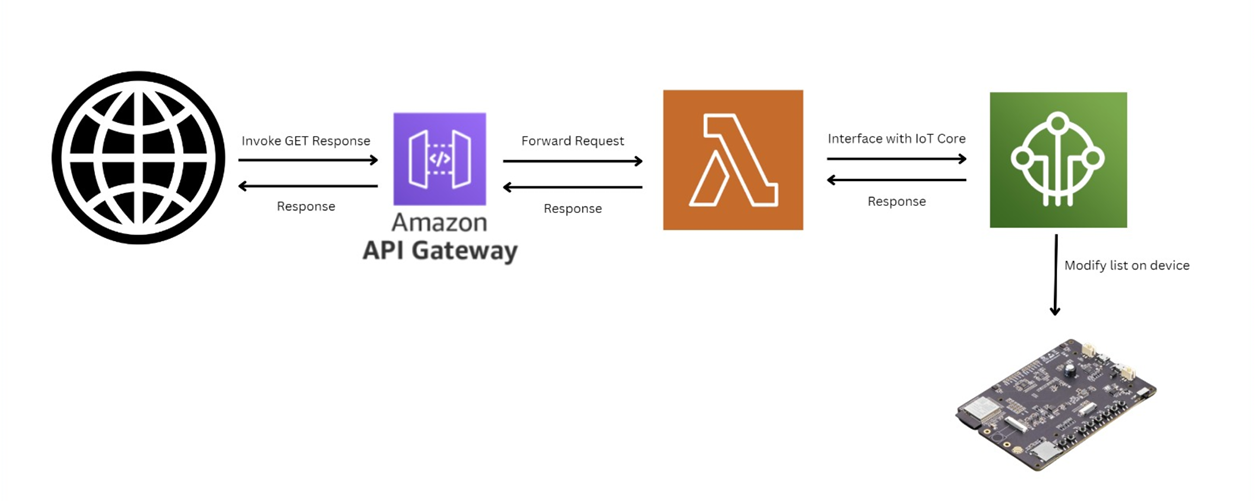 Invoke GET Response
Response
Amazon
API Gateway
Forward Request
Response
Interface with IoT Core
Response
Modify list on device